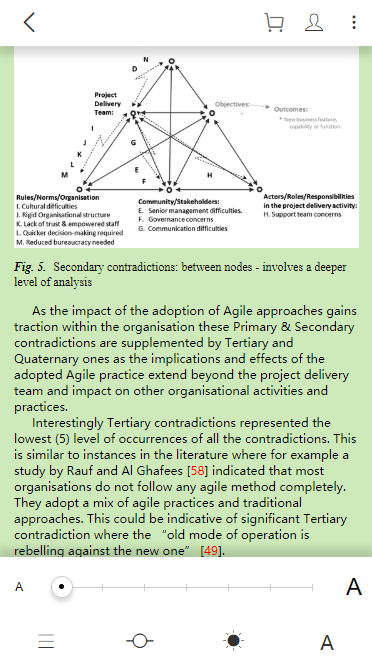 N
D
Project
Delivery
Team:
Objectives:
Outcomes:
* New business feature,
capability or function
I
J
G
K
L
E
M
F
H
Rules/Norms/Organisation
I. Cultural difficulties
J. Rigid Organisational structure
K. Lack of trust & empowered staff
L. Quicker decision-making required
M. Reduced bureaucracy needed
Community/Stakeholders:
E. Senior management difficulties.
F. Governance concerns
G. Communication difficulties
Actors/Roles/Responsibilities
in the project delivery activity:
H. Support team concerns
Fig. 5. Secondary contradictions: between nodes - involves a deeper
level of analysis
As the impact of the adoption of Agile approaches gains
traction within the organisation these Primary & Secondary
contradictions are supplemented by Tertiary and
Quaternary ones as the implications and effects of the
adopted Agile practice extend beyond the project delivery
team and impact on other organisational activities and
practices.
Interestingly Tertiary contradictions represented the
lowest (5) level of occurrences of all the contradictions. This
is similar to instances in the literature where for example a
study by Rauf and Al Ghafees [58] indicated that most
organisations do not follow any agile method completely.
They adopt a mix of agile practices and traditional
approaches. This could be indicative of significant Tertiary
contradiction where the “old mode of operation is
rebelling against the new one” [49].
A
A
A